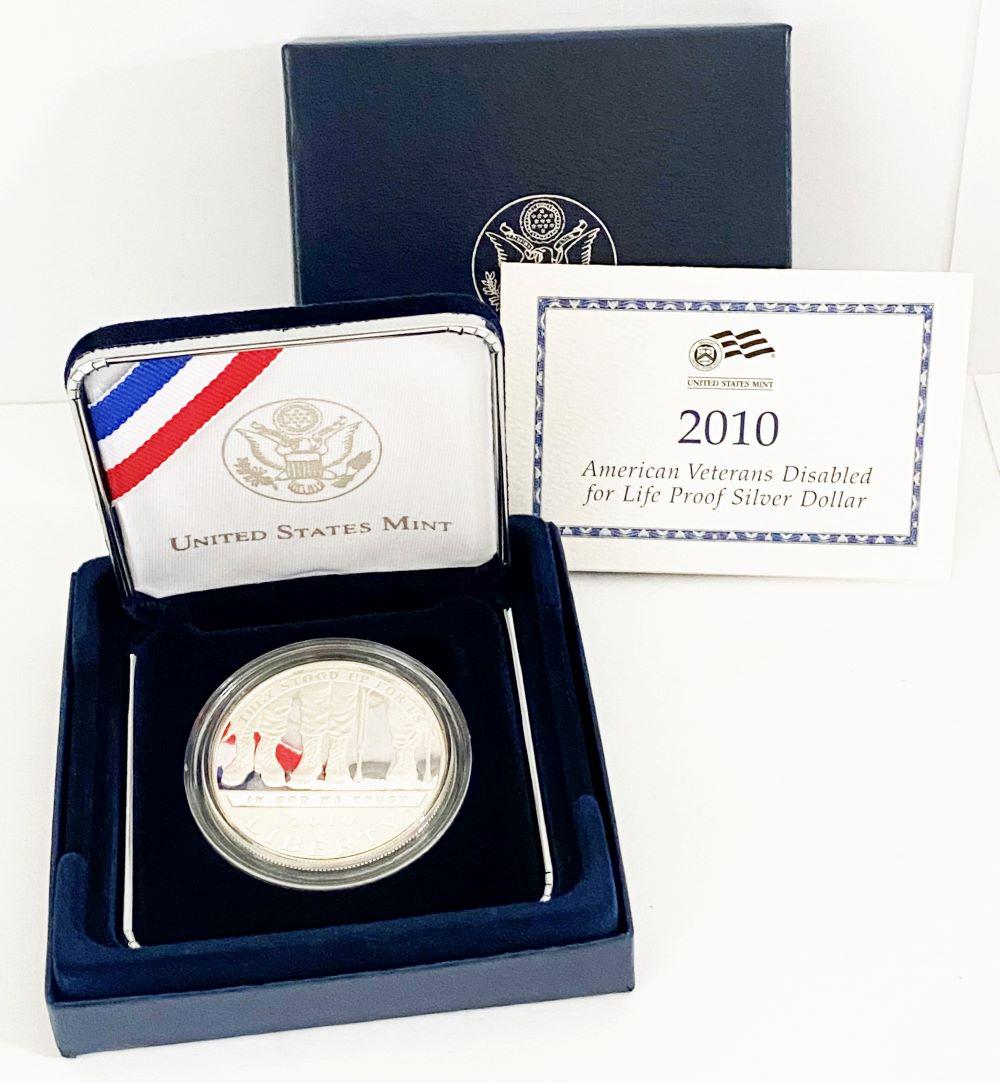 UNITED STATES MINT
2010
American Veterans Disabled
for Life Proof Silver Dollar
UNITED STATES MINT
THEY STOOD UP FOR US
IN GOD WE TRUST
2010
LIBERTY